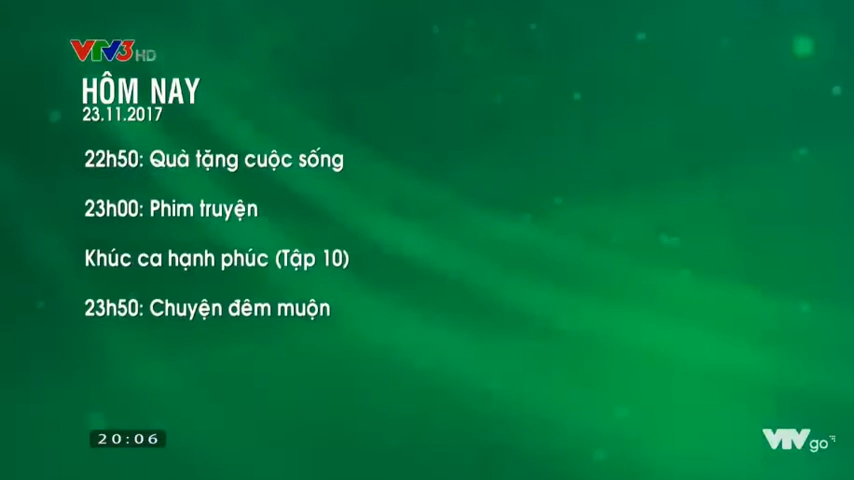 VTV3 HD
HÔM NAY
23.11.2017
22h50: Quà tặng cuộc sống
23h00: Phim truyện
Khúc ca hạnh phúc (Tập 10)
23h50: Chuyện đêm muộn
20:06
VTV go